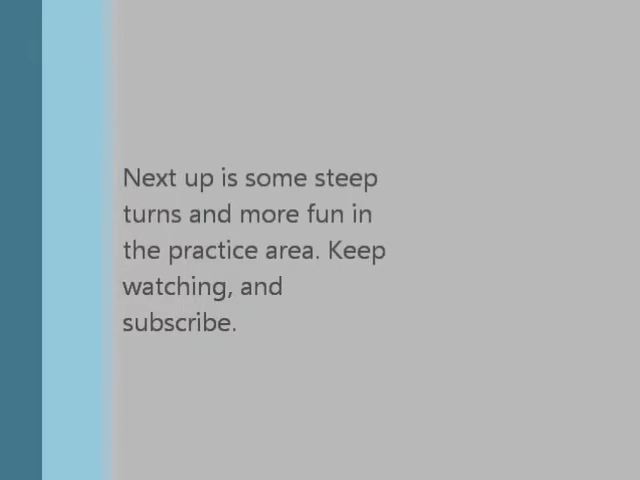 Next up is some steep
turns and more fun in
the practice area. Keep
watching, and
subscribe.